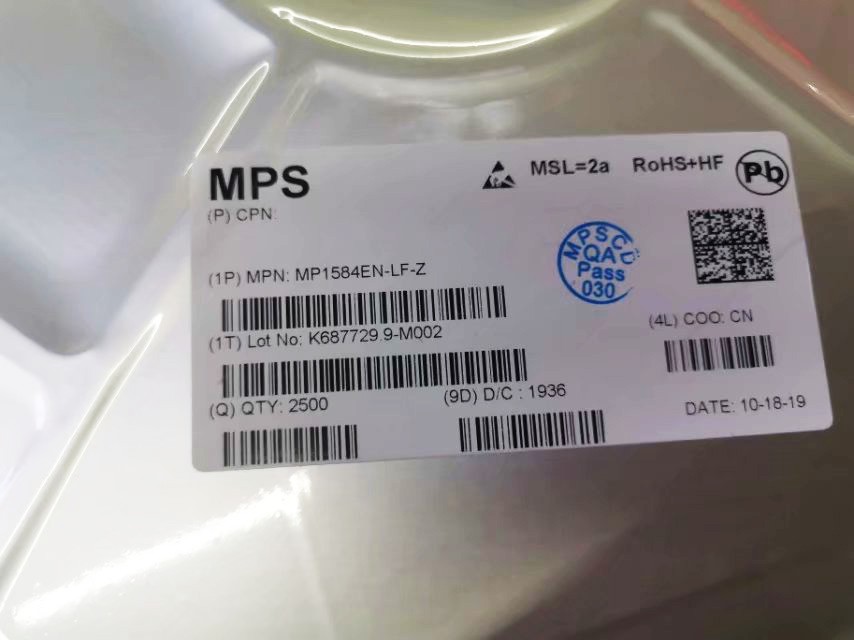 MPS
MSL=2a RoHS+HF Pb
(P) CPN:
MPSCD
QA
Pass
030
(1P) MPN: MP1584EN-LF-Z
(1T) Lot No: K687729.9-M002
(4L) COO: CN
(Q) QTY: 2500
(9D) D/C : 1936
DATE: 10-18-19